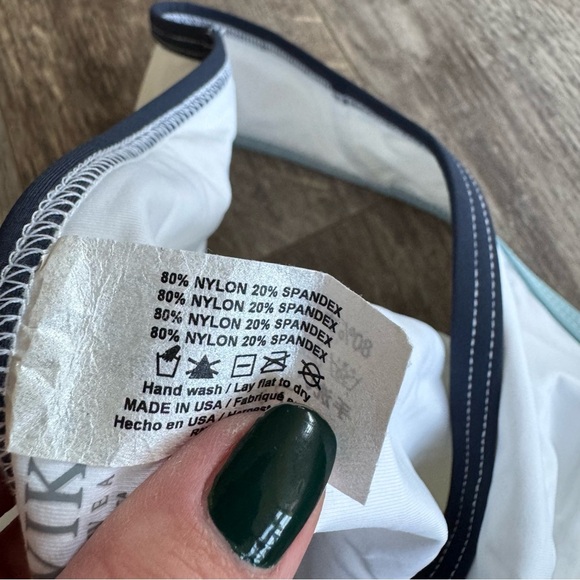 80% NYLON 20% SPANDEX
80% NYLON 20% SPANDEX
80% NYLON 20% SPANDEX
80% NYLON 20% SPANDEX
Hand wash / Lay flat to dry
MADE IN USA / Fabriqué
Hecho en USA /